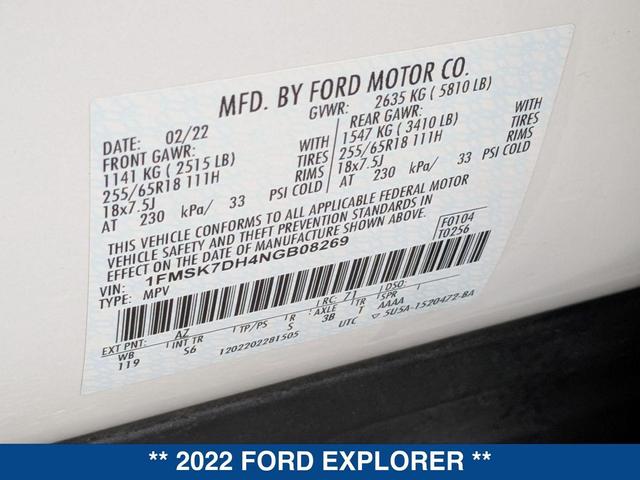 MFD. BY FORD MOTOR CO.
DATE: 02/22 GVWR: 2635 KG ( 5810 LB)
FRONT GAWR: WITH REAR GAWR: WITH
1141 KG ( 2515 LB) TIRES 1547 KG ( 3410 LB) TIRES
255/65R18 111H RIMS 255/65R18 111H RIMS
18x7.5J 18x7.5J
AT 230 kPa/ 33 PSI COLD AT 230 kPa/ 33 PSI COLD
THIS VEHICLE CONFORMS TO ALL APPLICABLE FEDERAL MOTOR
VEHICLE SAFETY AND THEFT PREVENTION STANDARDS IN
EFFECT ON THE DATE OF MANUFACTURE SHOWN ABOVE.
VIN: 1FMSK7DH4NGB08269 F0104
TYPE: MPV T0256
EXT PNT: AZ RC: 71 DSO:
WB INT TR TP/PS R AXLE T SPR
119 S6 S 3B T AAAA
1202202281505 UTC 5U5A-1520472-BA
** 2022 FORD EXPLORER **